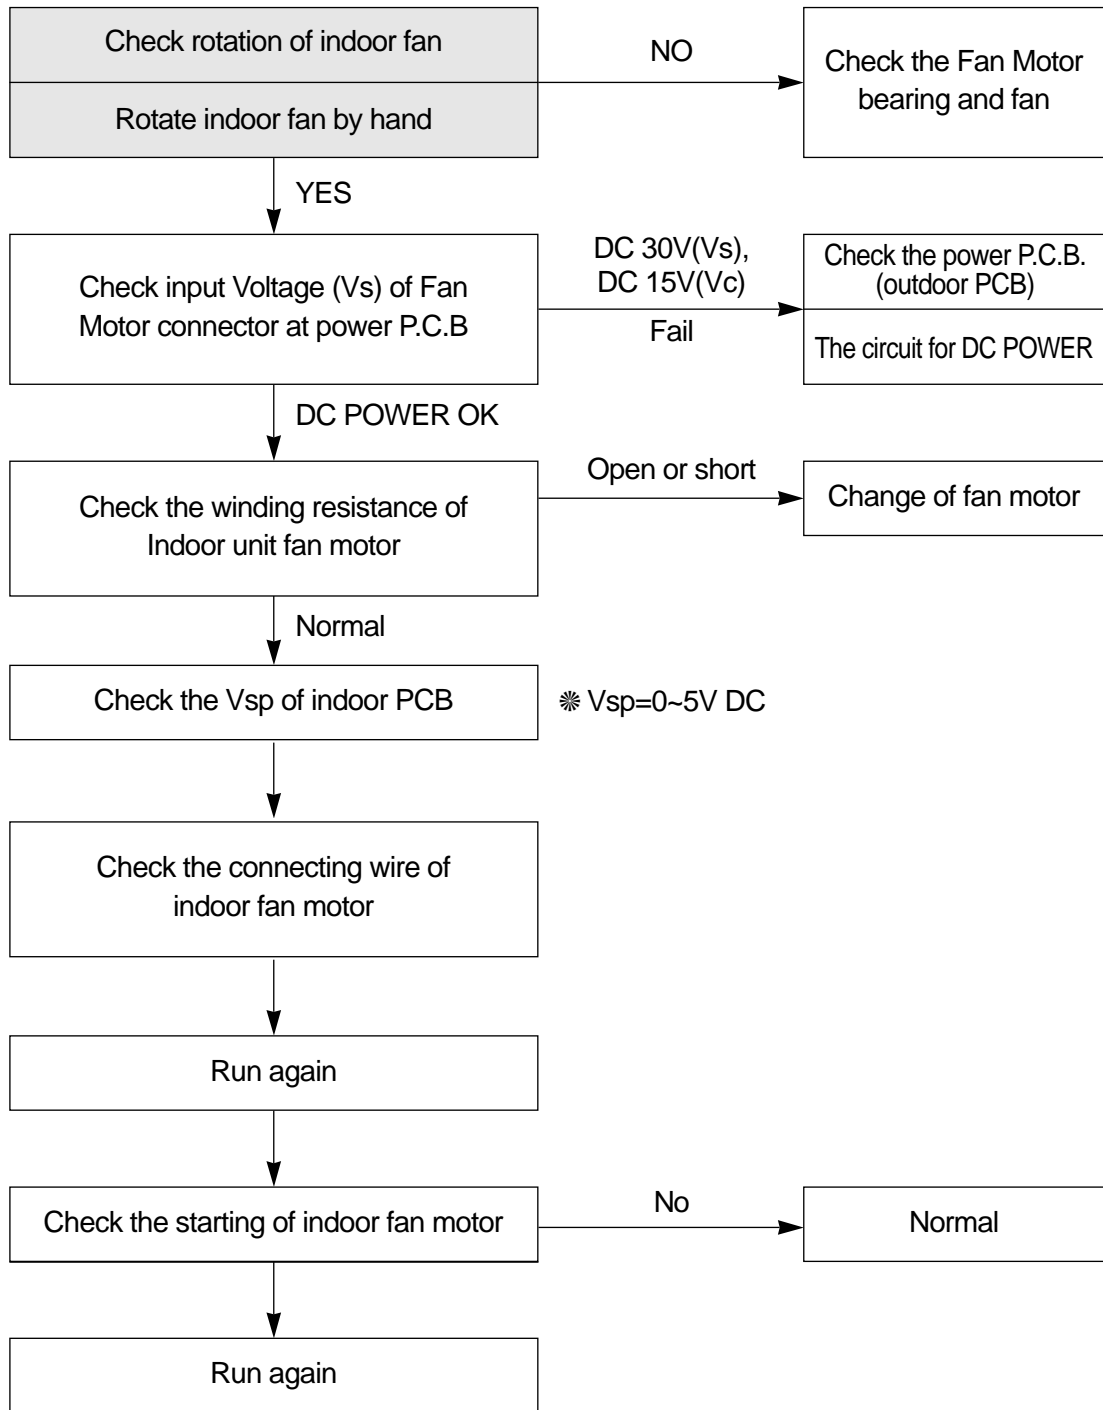 Check rotation of indoor fan
Rotate indoor fan by hand
NO
Check the Fan Motor
bearing and fan
YES
Check input Voltage (Vs) of Fan
Motor connector at power P.C.B
DC 30V(Vs),
DC 15V(Vc)
Fail
Check the power P.C.B.
(outdoor PCB)
The circuit for DC POWER
DC POWER OK
Check the winding resistance of
Indoor unit fan motor
Open or short
Change of fan motor
Normal
Check the Vsp of indoor PCB
❋ Vsp=0~5V DC
Check the connecting wire of
indoor fan motor
Run again
Check the starting of indoor fan motor
No
Normal
Run again